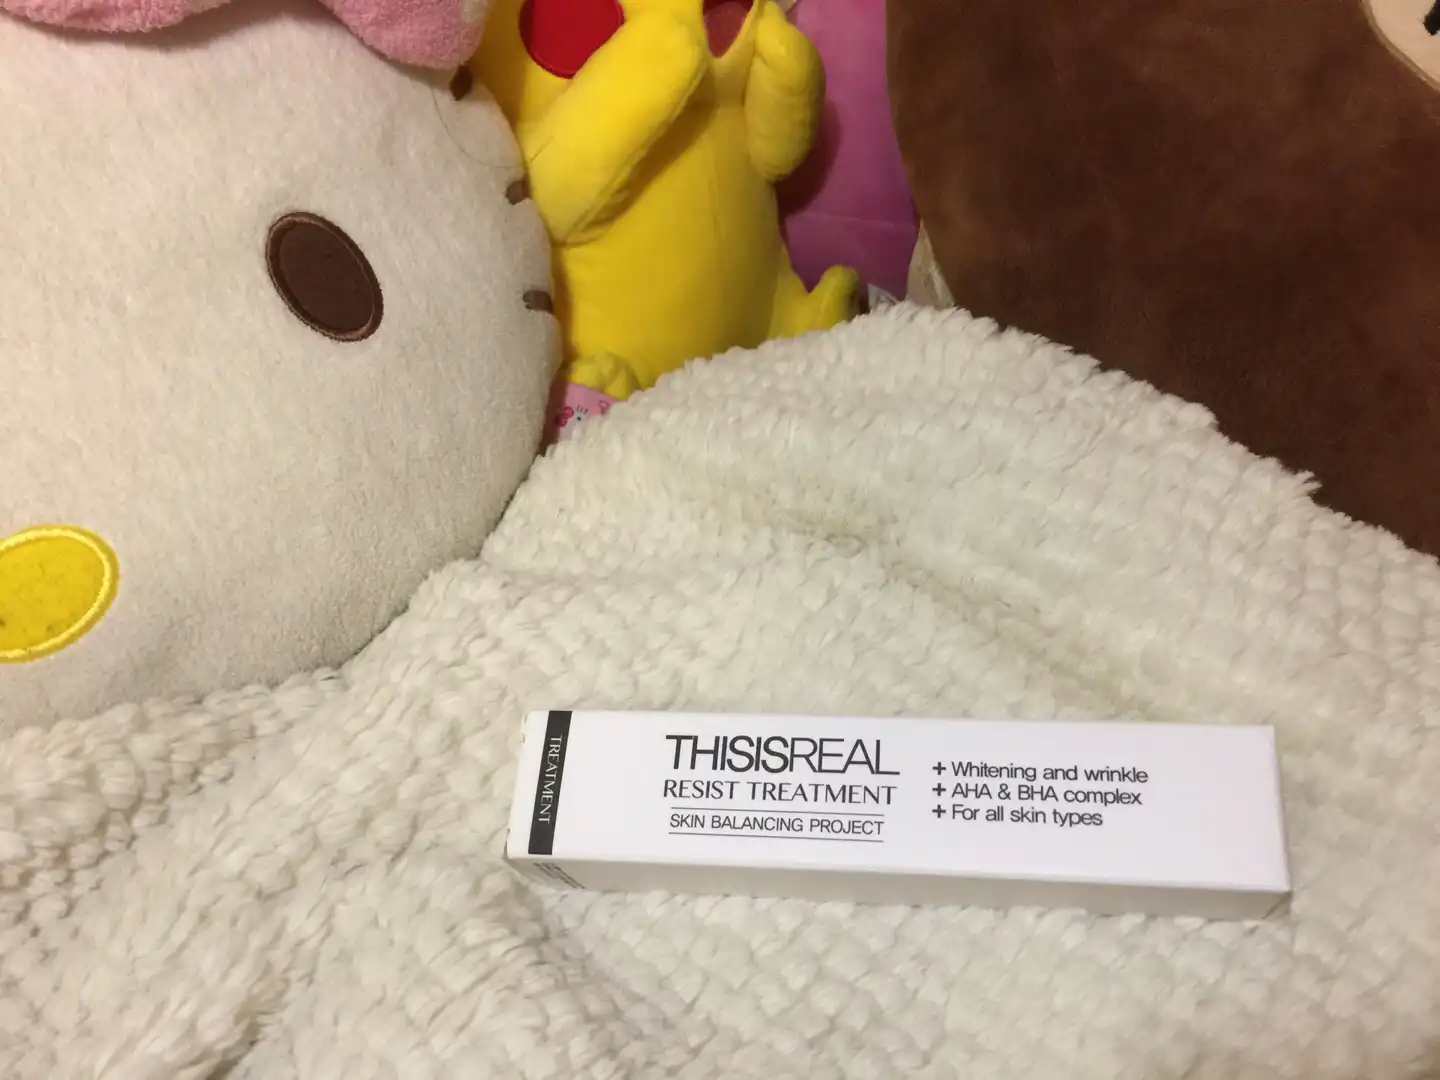 TREATMENT
THISISREAL
RESIST TREATMENT
SKIN BALANCING PROJECT
+ Whitening and wrinkle
+ AHA & BHA complex
+ For all skin types